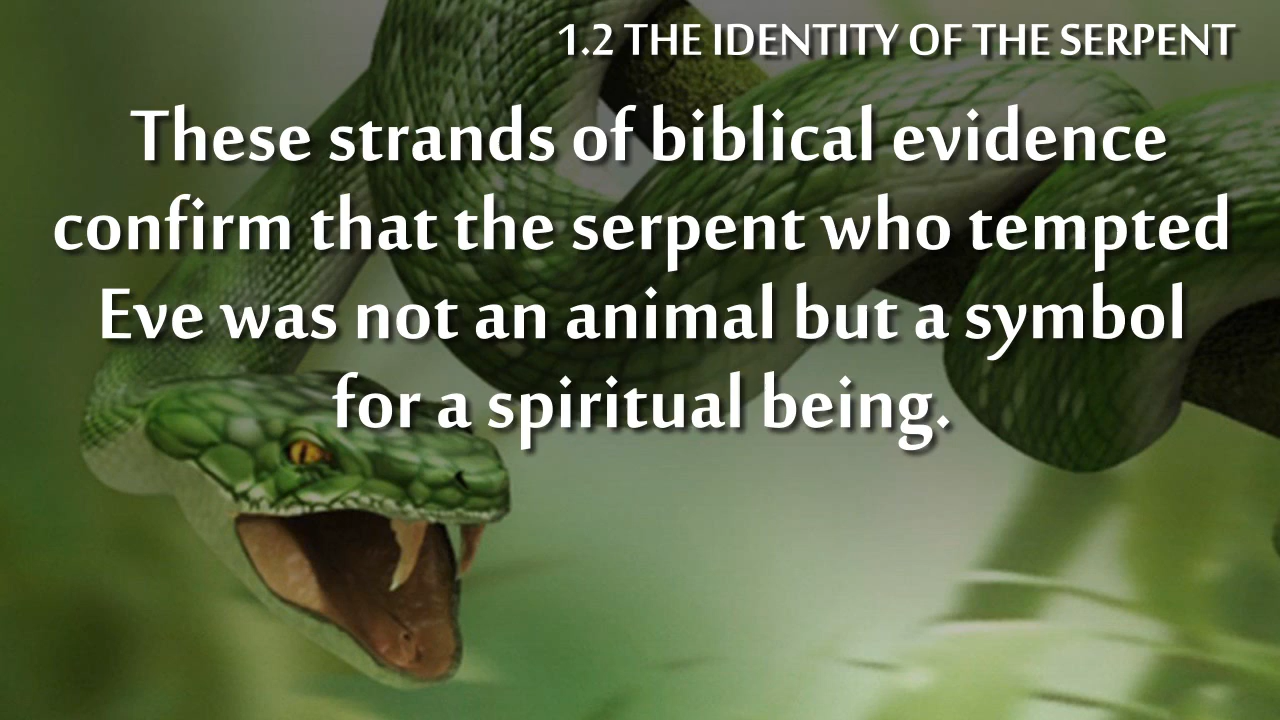 1.2 THE IDENTITY OF THE SERPENT
These strands of biblical evidence
confirm that the serpent who tempted
Eve was not an animal but a symbol
for a spiritual being.